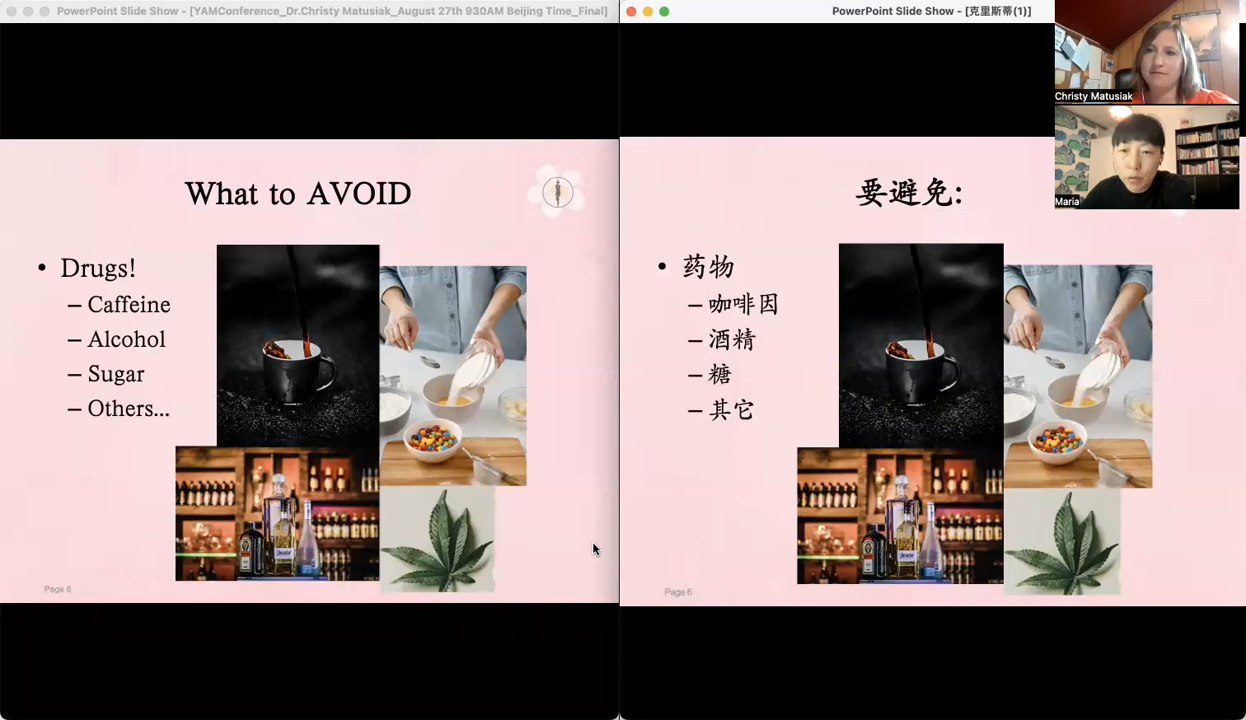 PowerPoint Slide Show - [YAMConference_Dr.Christy Matusiak_August 27th 930AM Beijing Time_Final]
What to AVOID
• Drugs!
– Caffeine
– Alcohol
– Sugar
– Others...
Page 6
PowerPoint Slide Show - [克里斯蒂(1)]
Christy Matusiak
Maria
要避免:
• 药物
– 咖啡因
– 酒精
– 糖
– 其它
Page 6